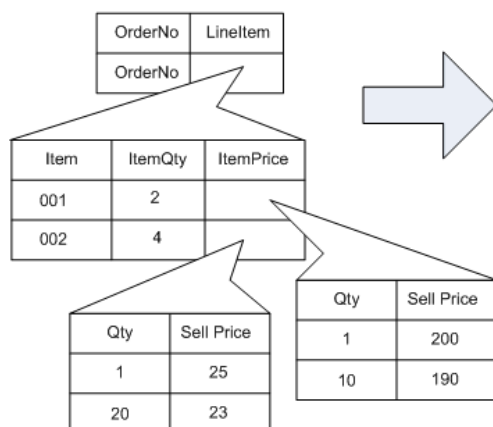 OrderNo LineItem
OrderNo
Item ItemQty ItemPrice
001 2
002 4
Qty Sell Price
1 200
10 190
Qty Sell Price
1 25
20 23